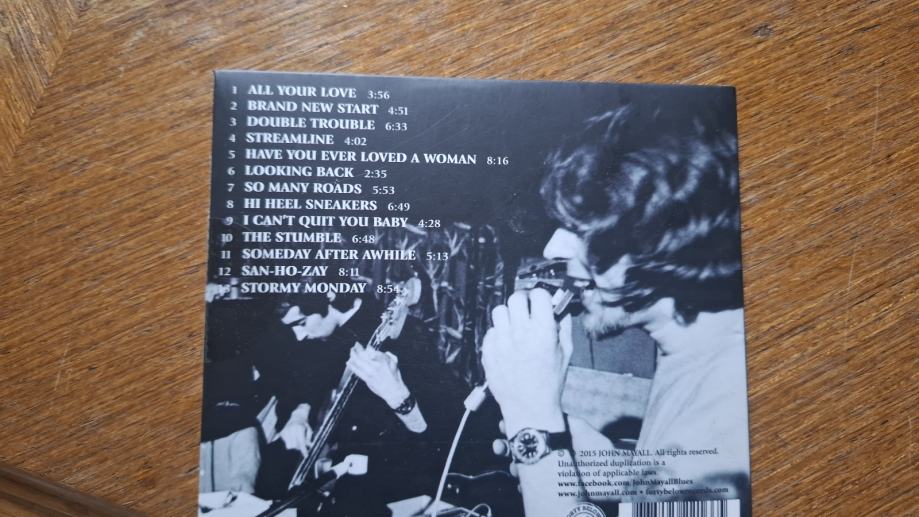 1 ALL YOUR LOVE 3:56
2 BRAND NEW START 4:51
3 DOUBLE TROUBLE 6:33
4 STREAMLINE 4:02
5 HAVE YOU EVER LOVED A WOMAN 8:16
6 LOOKING BACK 2:35
7 SO MANY ROADS 5:53
8 HI HEEL SNEAKERS 6:49
9 I CAN'T QUIT YOU BABY 4:28
10 THE STUMBLE 6:48
11 SOMEDAY AFTER AWHILE 5:13
12 SAN-HO-ZAY 8:11
13 STORMY MONDAY 8:54
© ℗ 2015 JOHN MAYALL. All rights reserved.
Unauthorized duplication is a
violation of applicable laws
www.facebook.com/JohnMayallBlues
www.johnmayall.com • fortybelowrecords.com